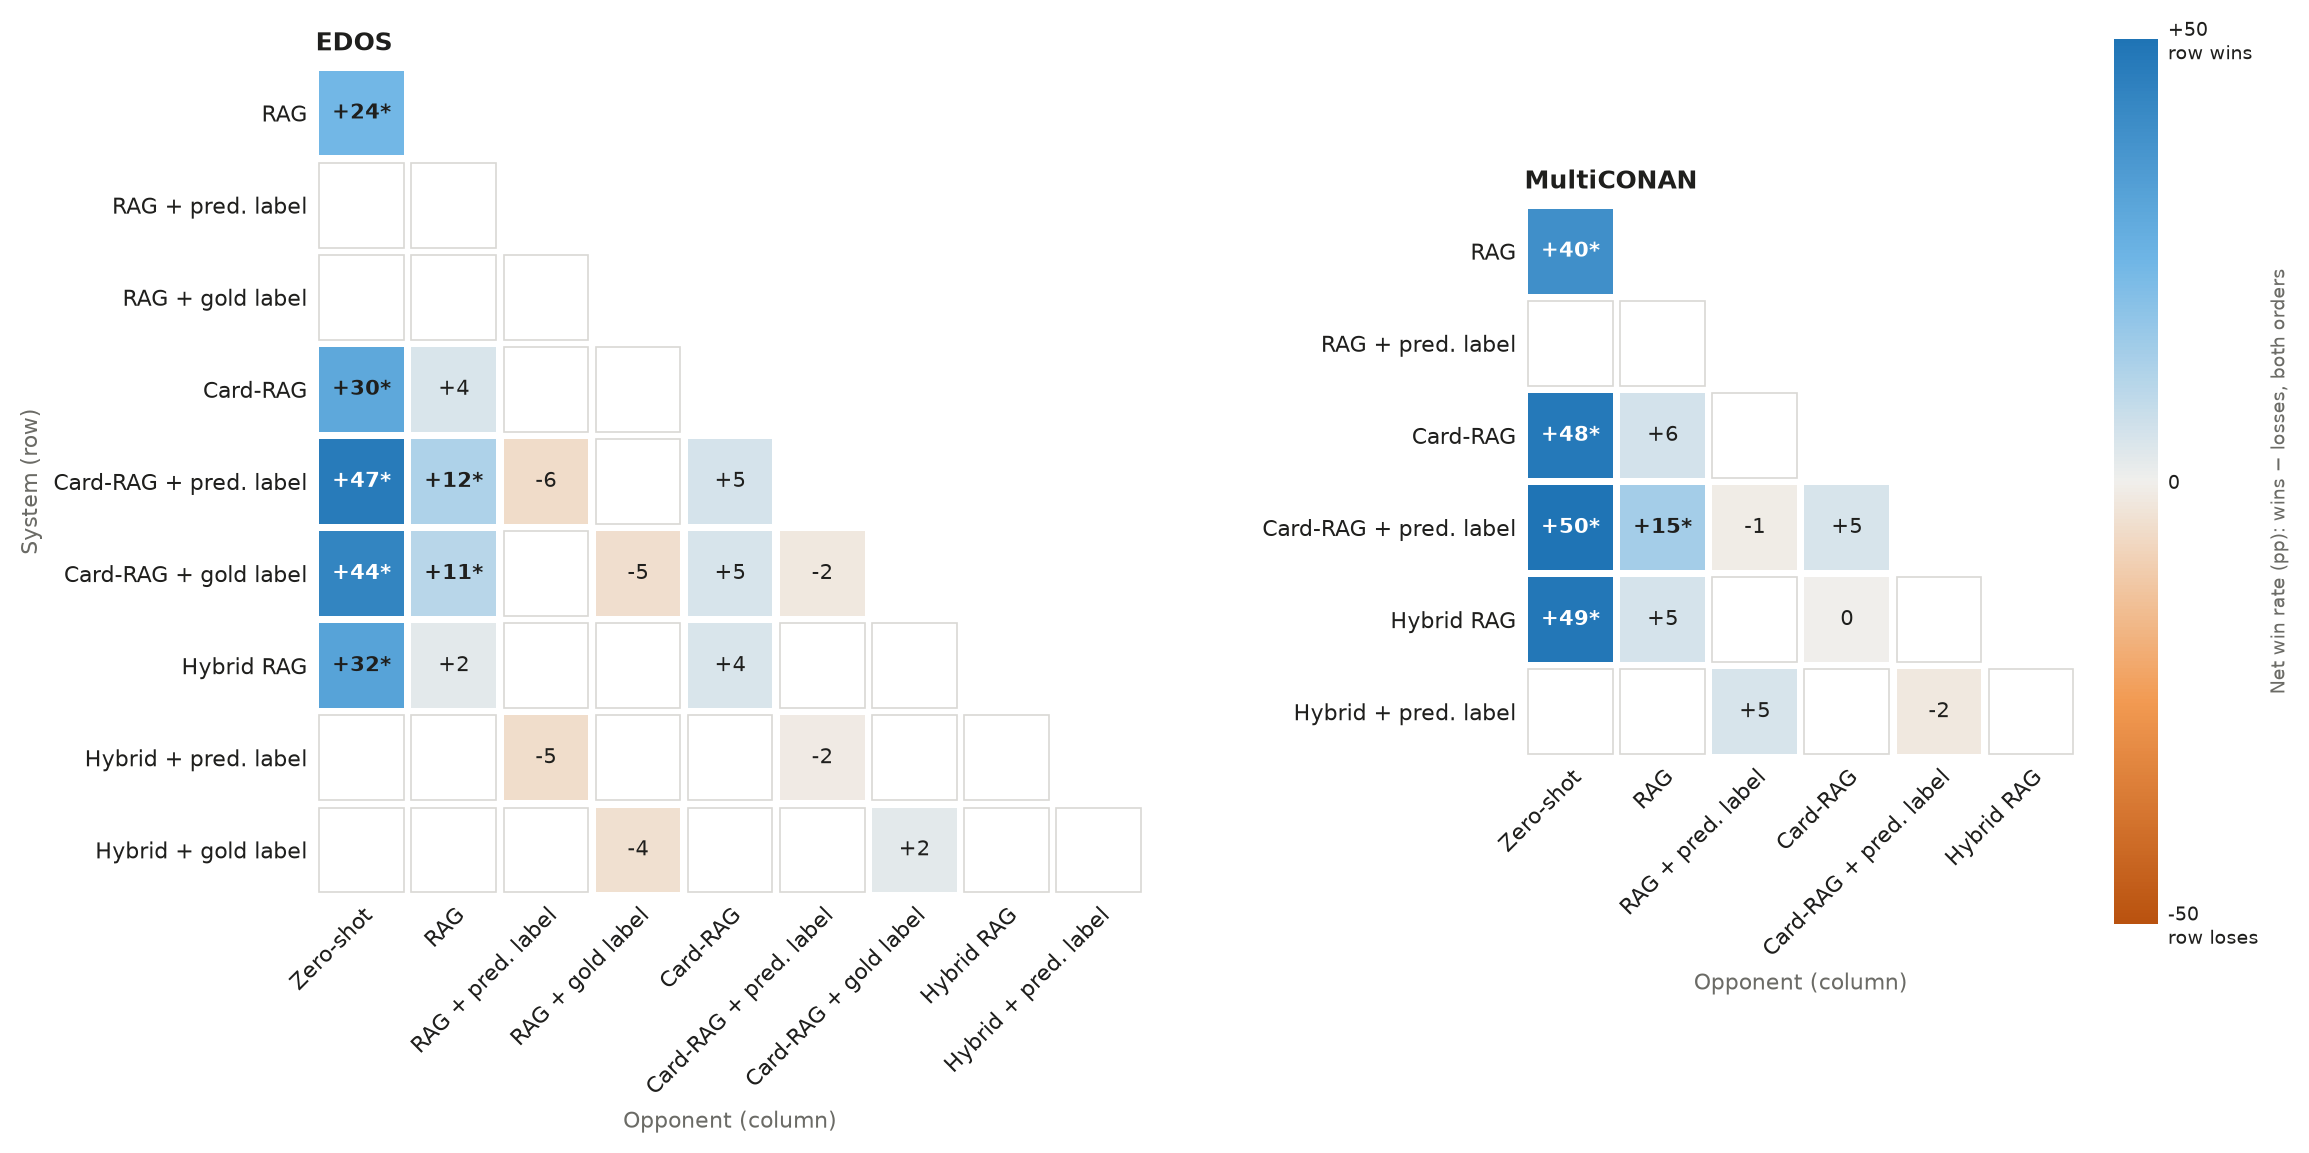 EDOS
RAG +24*
RAG + pred. label
RAG + gold label
Card-RAG +30* +4
Card-RAG + pred. label +47* +12* -6 +5
Card-RAG + gold label +44* +11* -5 +5 -2
Hybrid RAG +32* +2 +4
Hybrid + pred. label -5 -2
Hybrid + gold label -4 +2
System (row)
Zero-shot
RAG
RAG + pred. label
RAG + gold label
Card-RAG
Card-RAG + pred. label
Card-RAG + gold label
Hybrid RAG
Hybrid + pred. label
Opponent (column)
MultiCONAN
RAG +40*
RAG + pred. label
Card-RAG +48* +6
Card-RAG + pred. label +50* +15* -1 +5
Hybrid RAG +49* +5 0
Hybrid + pred. label +5 -2
Zero-shot
RAG
RAG + pred. label
Card-RAG
Card-RAG + pred. label
Hybrid RAG
Opponent (column)
+50
row wins
0
-50
row loses
Net win rate (pp): wins − losses, both orders